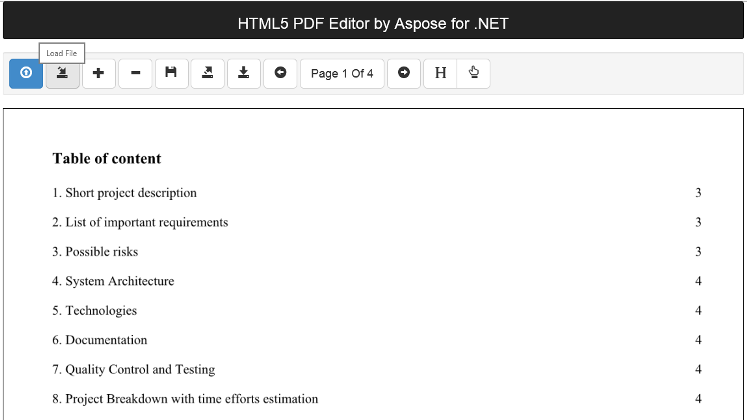 HTML5 PDF Editor by Aspose for .NET
Load File
Page 1 Of 4
H
Table of content
1. Short project description 3
2. List of important requirements 3
3. Possible risks 3
4. System Architecture 4
5. Technologies 4
6. Documentation 4
7. Quality Control and Testing 4
8. Project Breakdown with time efforts estimation 4